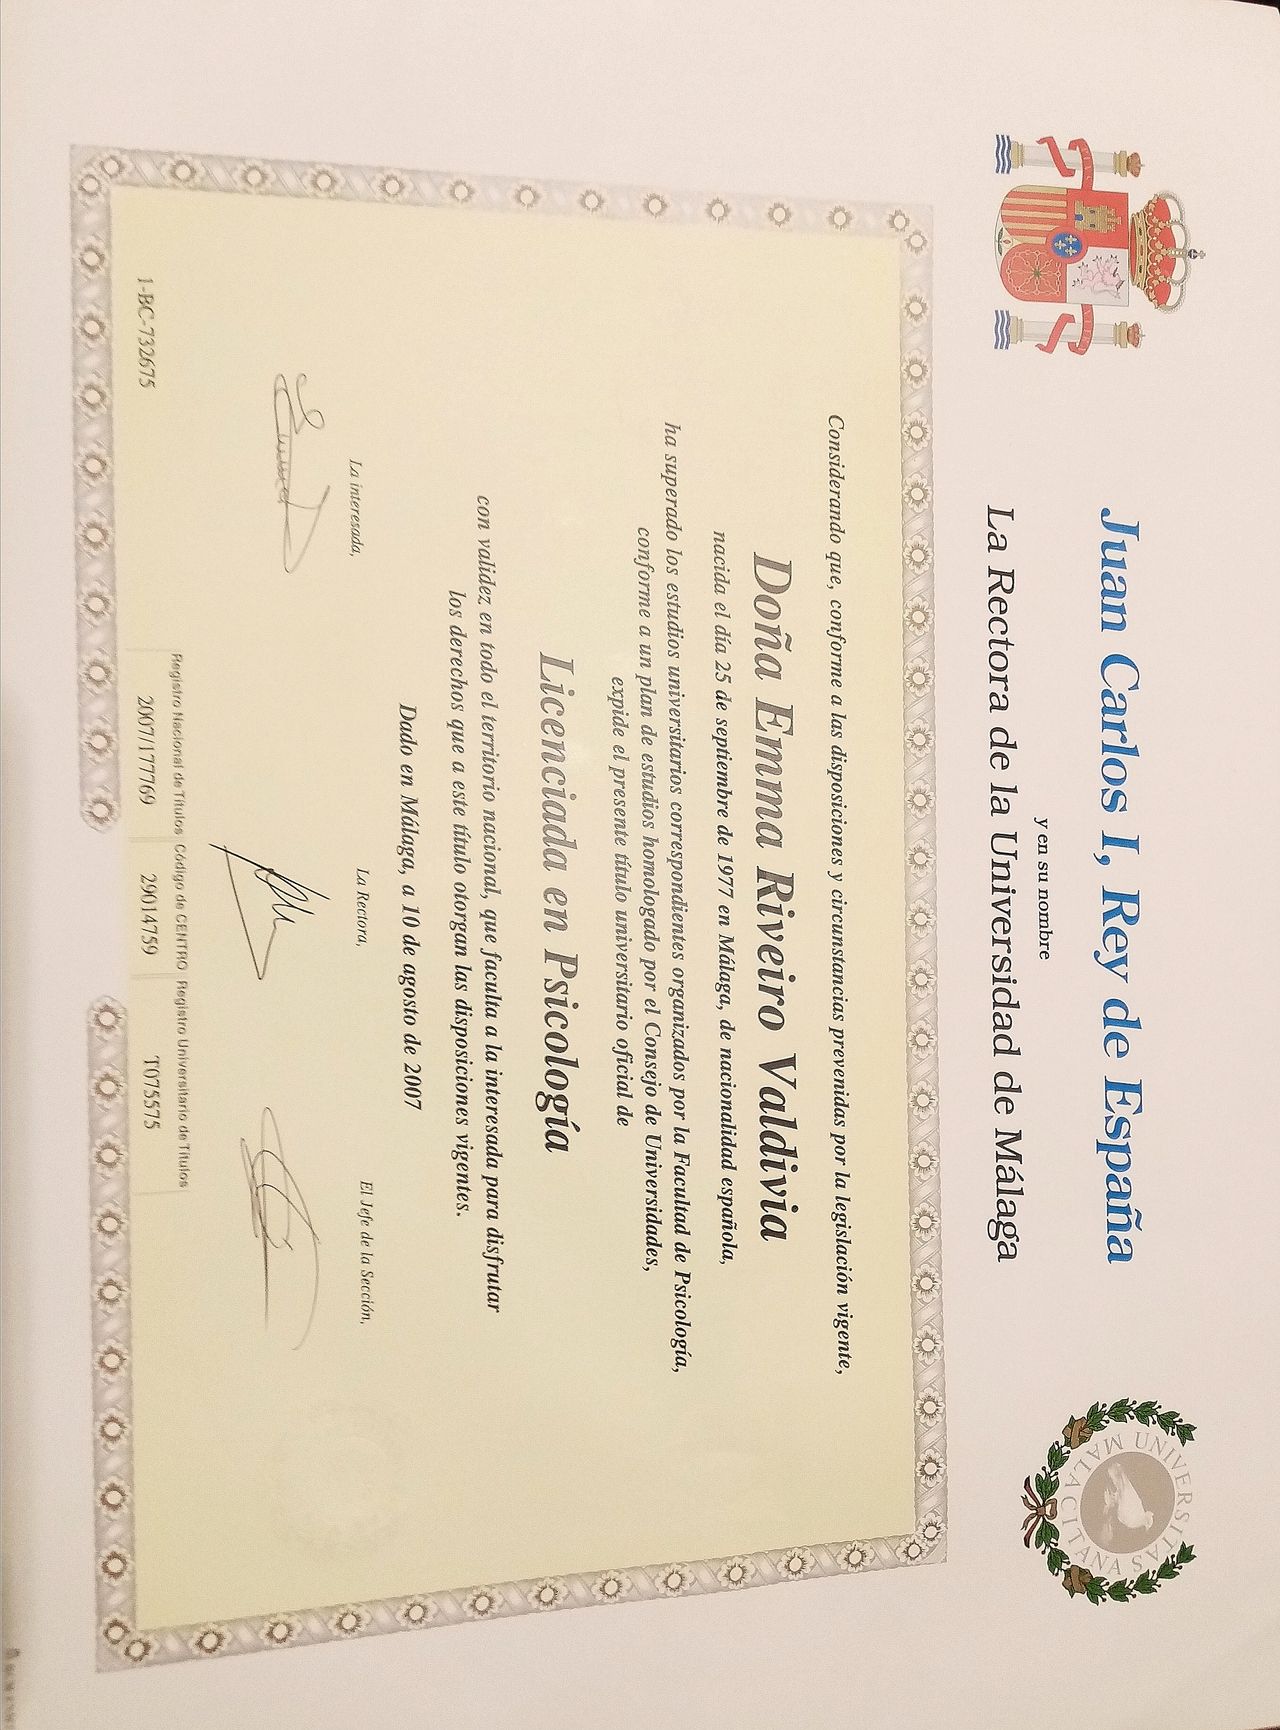 Juan Carlos I, Rey de España
y en su nombre
La Rectora de la Universidad de Málaga
UNIVERSITAS MALACITANA
Considerando que, conforme a las disposiciones y circunstancias prevenidas por la legislación vigente,
Doña Emma Riveiro Valdivia
nacida el día 25 de septiembre de 1977 en Málaga, de nacionalidad española,
ha superado los estudios universitarios correspondientes organizados por la Facultad de Psicología,
conforme a un plan de estudios homologado por el Consejo de Universidades,
expide el presente título universitario oficial de
Licenciada en Psicología
con validez en todo el territorio nacional, que faculta a la interesada para disfrutar
los derechos que a este título otorgan las disposiciones vigentes.
Dado en Málaga, a 10 de agosto de 2007
La interesada, La Rectora, El Jefe de la Sección,
Registro Nacional de Títulos Código de CENTRO Registro Universitario de Títulos
1-BC-732675 2007/177769 29014759 T075575